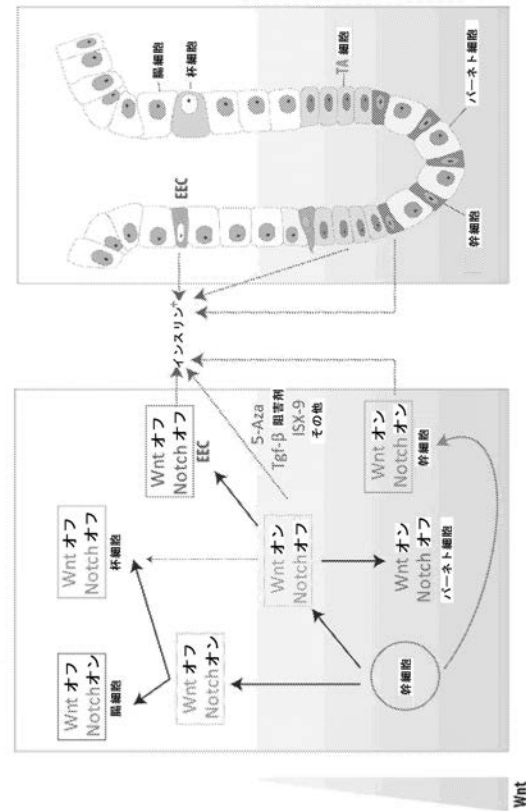 Wnt
Wnt オフ
Notch オン
腸細胞
Wnt オフ
Notch オフ
杯細胞
Wnt オフ
Notch オン
Wnt オフ
Notch オフ
EEC
Wnt オン
Notch オフ
5-Aza
Tgf-β 阻害剤
ISX-9
その他
Wnt オン
Notch オフ
パーネト細胞
Wnt オン
Notch オン
幹細胞
幹細胞
インスリン+
EEC
腸細胞
杯細胞
TA 細胞
幹細胞
パーネト細胞